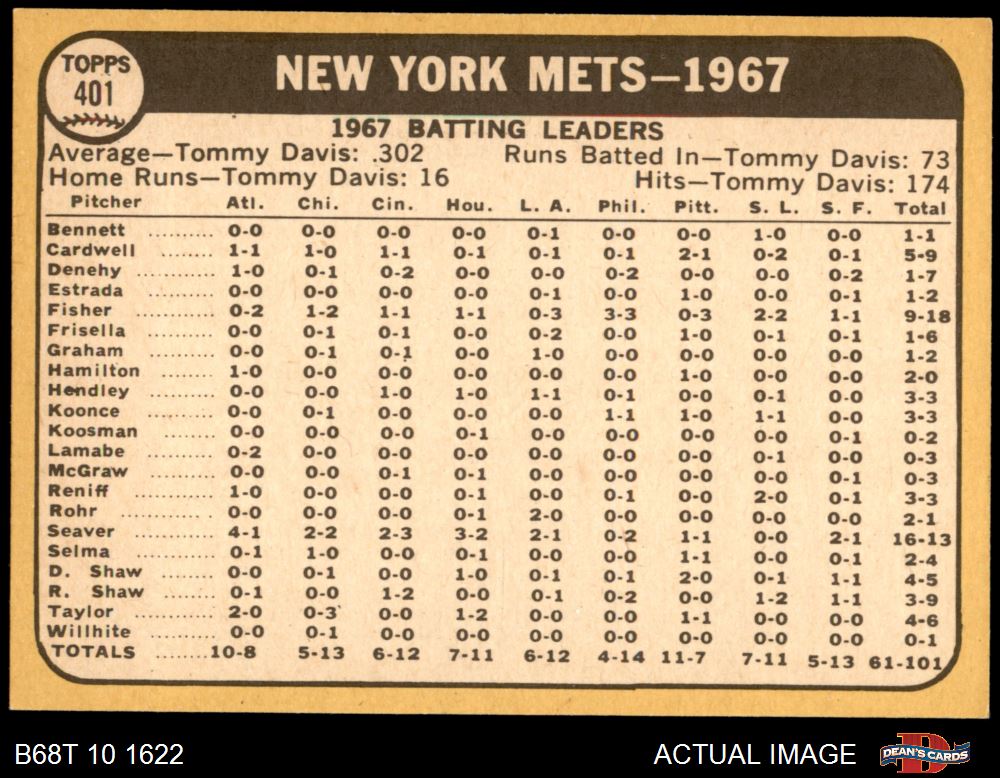 TOPPS
401
NEW YORK METS—1967
1967 BATTING LEADERS
Average—Tommy Davis: .302 Runs Batted In—Tommy Davis: 73
Home Runs—Tommy Davis: 16 Hits—Tommy Davis: 174
Pitcher Atl. Chi. Cin. Hou. L. A. Phil. Pitt. S. L. S. F. Total
Bennett .......... 0-0 0-0 0-0 0-0 0-1 0-0 0-0 1-0 0-0 1-1
Cardwell .......... 1-1 1-0 1-1 0-1 0-1 0-1 2-1 0-2 0-1 5-9
Denehy .......... 1-0 0-1 0-2 0-0 0-0 0-2 0-0 0-0 0-2 1-7
Estrada .......... 0-0 0-0 0-0 0-0 0-1 0-0 1-0 0-0 0-1 1-2
Fisher .......... 0-2 1-2 1-1 1-1 0-3 3-3 0-3 2-2 1-1 9-18
Frisella .......... 0-0 0-1 0-1 0-0 0-2 0-0 1-0 0-1 0-1 1-6
Graham .......... 0-0 0-1 0-1 0-0 1-0 0-0 0-0 0-0 0-0 1-2
Hamilton .......... 1-0 0-0 0-0 0-0 0-0 0-0 1-0 0-0 0-0 2-0
Hendley .......... 0-0 0-0 1-0 1-0 1-1 0-1 0-0 0-1 0-0 3-3
Koonce .......... 0-0 0-1 0-0 0-0 0-0 1-1 1-0 1-1 0-0 3-3
Koosman ........ 0-0 0-0 0-0 0-1 0-0 0-0 0-0 0-0 0-1 0-2
Lamabe .......... 0-2 0-0 0-0 0-0 0-0 0-0 0-0 0-1 0-0 0-3
McGraw .......... 0-0 0-0 0-1 0-1 0-0 0-0 0-0 0-0 0-1 0-3
Reniff .......... 1-0 0-0 0-0 0-0 0-0 0-1 0-0 2-0 0-1 3-3
Rohr .......... 0-0 0-0 0-0 0-1 2-0 0-0 0-0 0-0 0-0 2-1
Seaver .......... 4-1 2-2 2-3 3-2 2-1 0-2 1-1 0-0 2-1 16-13
Selma .......... 0-1 1-0 0-0 0-1 0-1 0-0 1-1 0-0 0-0 2-4
D. Shaw ........ 0-0 0-1 0-0 1-0 0-1 0-1 2-0 0-1 1-1 4-5
R. Shaw ........ 0-1 0-0 1-2 0-0 0-1 0-2 0-0 1-2 1-1 3-9
Taylor .......... 2-0 0-3 0-0 1-2 0-0 0-0 1-1 0-0 0-0 4-6
Willhite .......... 0-0 0-1 0-0 0-0 0-0 0-0 0-0 0-0 0-0 0-1
TOTALS ........10-8 5-13 6-12 7-11 6-12 4-14 11-7 7-11 5-13 61-101
B68T 10 1622 ACTUAL IMAGE DEAN'S CARDS